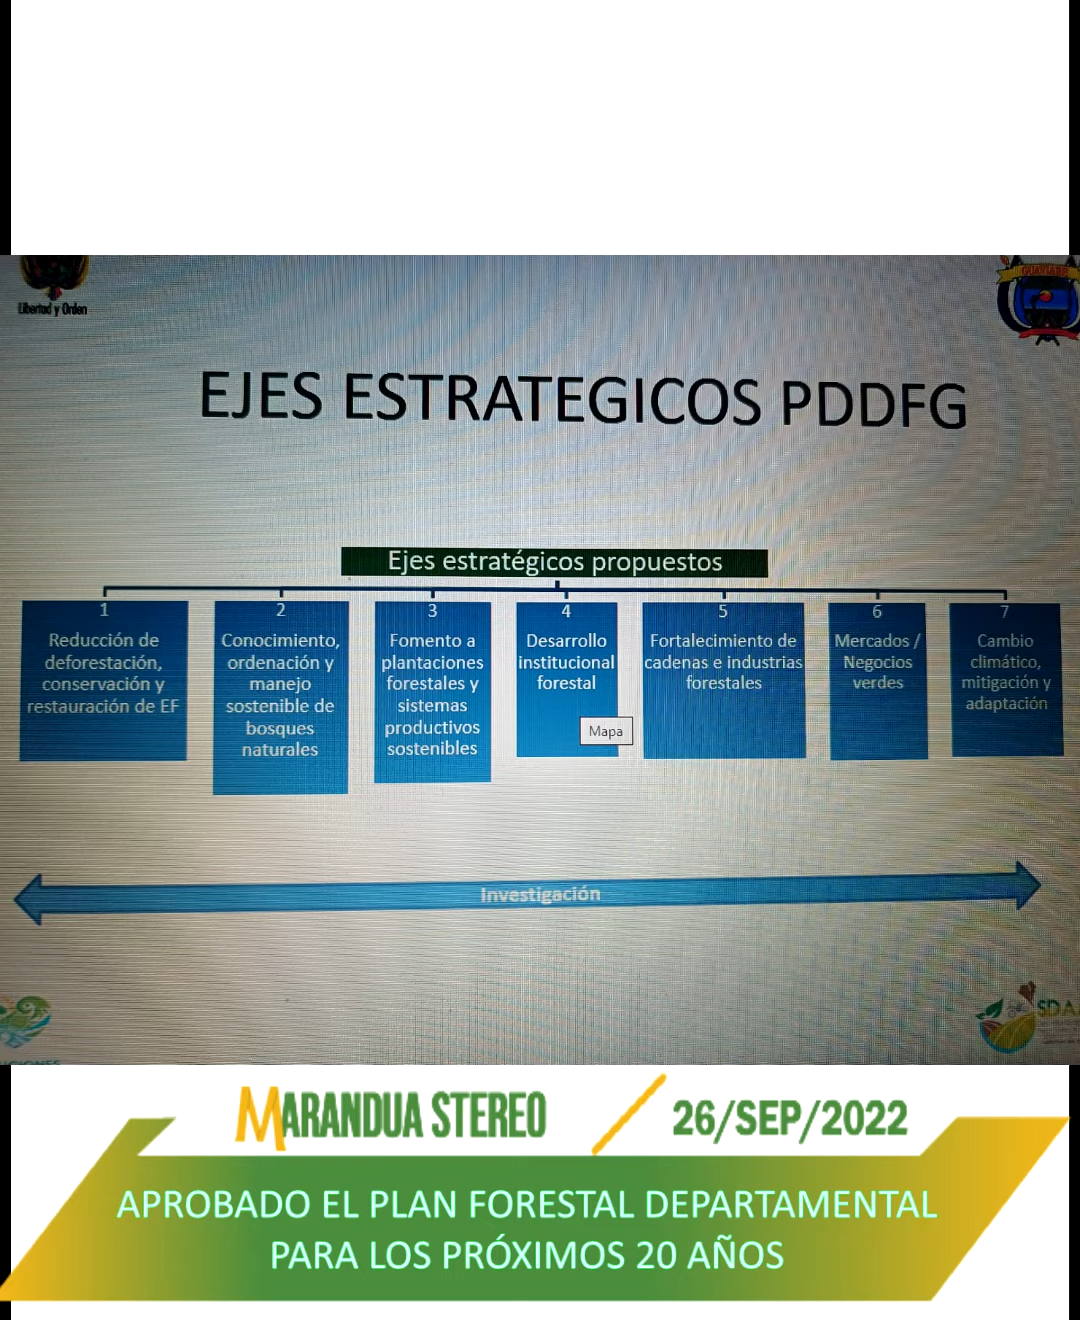 Libertad y Orden
GUAVIARE
EJES ESTRATEGICOS PDDFG
Ejes estratégicos propuestos
1
Reducción de
deforestación,
conservación y
restauración de EF
2
Conocimiento,
ordenación y
manejo
sostenible de
bosques
naturales
3
Fomento a
plantaciones
forestales y
sistemas
productivos
sostenibles
4
Desarrollo
institucional
forestal
Mapa
5
Fortalecimiento de
cadenas e industrias
forestales
6
Mercados /
Negocios
verdes
7
Cambio
climático,
mitigación y
adaptación
Investigación
SDA
MARANDUA STEREO
26/SEP/2022
APROBADO EL PLAN FORESTAL DEPARTAMENTAL
PARA LOS PRÓXIMOS 20 AÑOS